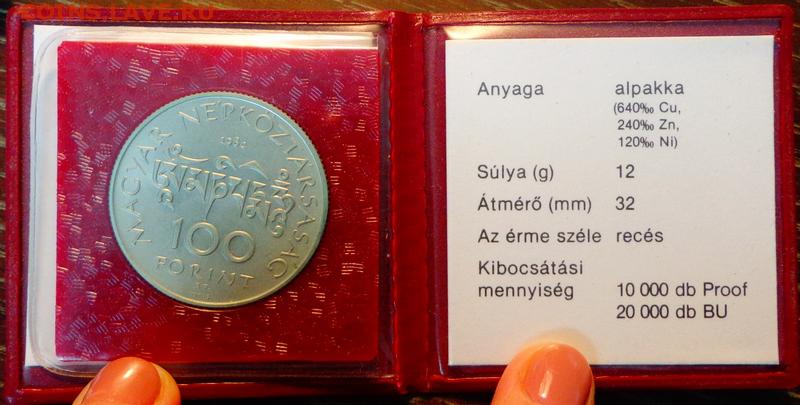 COINS.LAVE.RU
MAGYAR NÉPKÖZTÁRSASÁG
100
FORINT
Anyaga alpakka
(640‰ Cu,
240‰ Zn,
120‰ Ni)
Súlya (g) 12
Átmérő (mm) 32
Az érme széle recés
Kibocsátási
mennyiség 10 000 db Proof
20 000 db BU